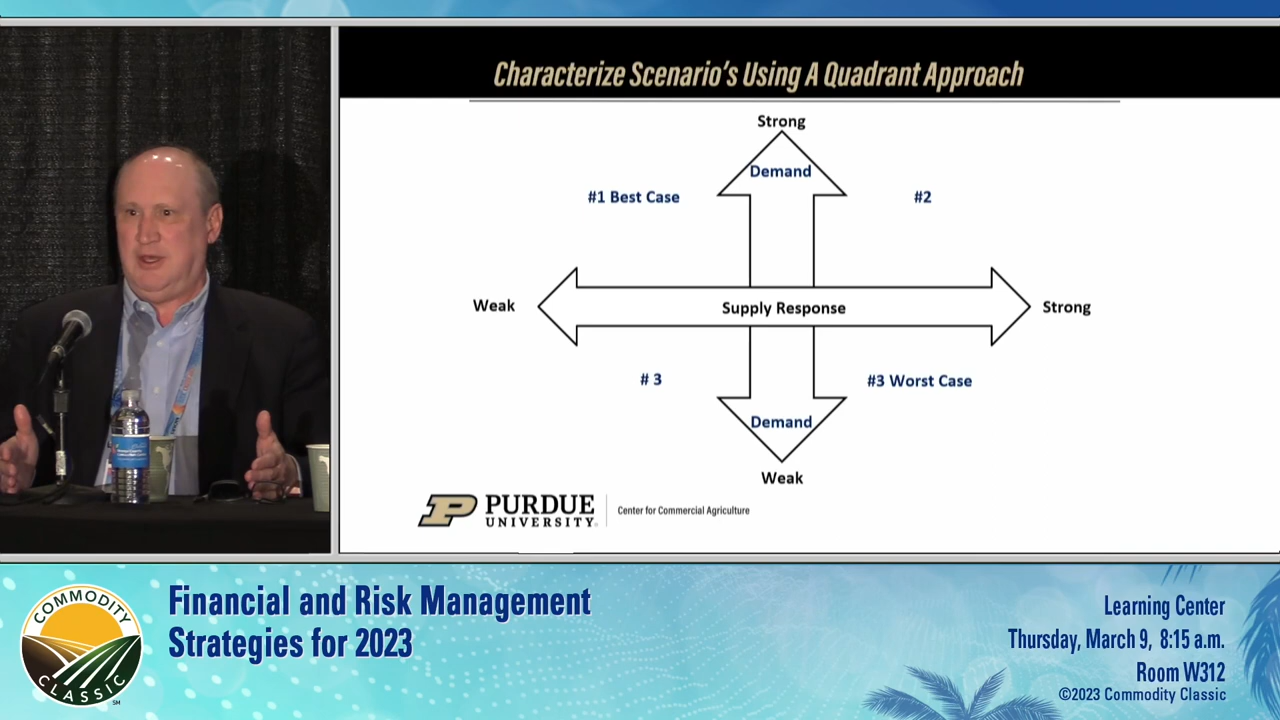 Characterize Scenario's Using A Quadrant Approach
Strong
Demand
#1 Best Case
#2
Weak
Supply Response
Strong
# 3
#3 Worst Case
Demand
Weak
PURDUE
UNIVERSITY
Center for Commercial Agriculture
COMMODITY
CLASSIC
SM
Financial and Risk Management
Strategies for 2023
Learning Center
Thursday, March 9, 8:15 a.m.
Room W312
©2023 Commodity Classic